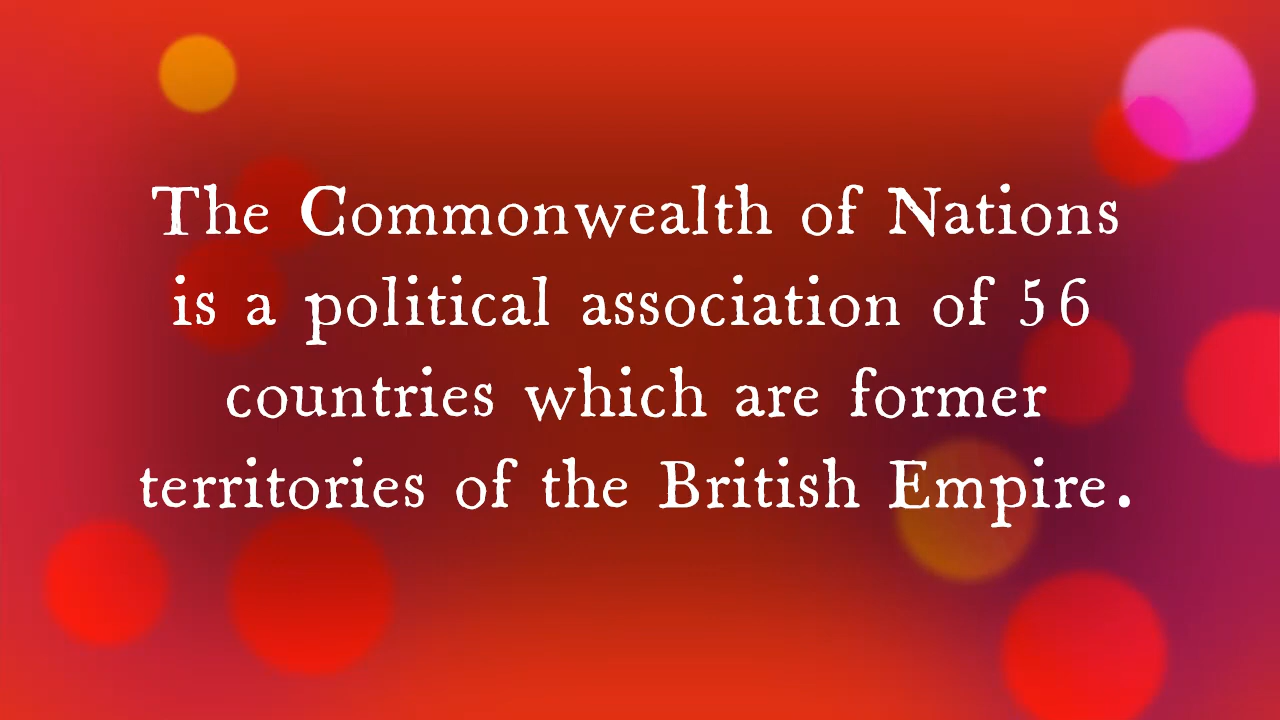 The Commonwealth of Nations
is a political association of 56
countries which are former
territories of the British Empire.